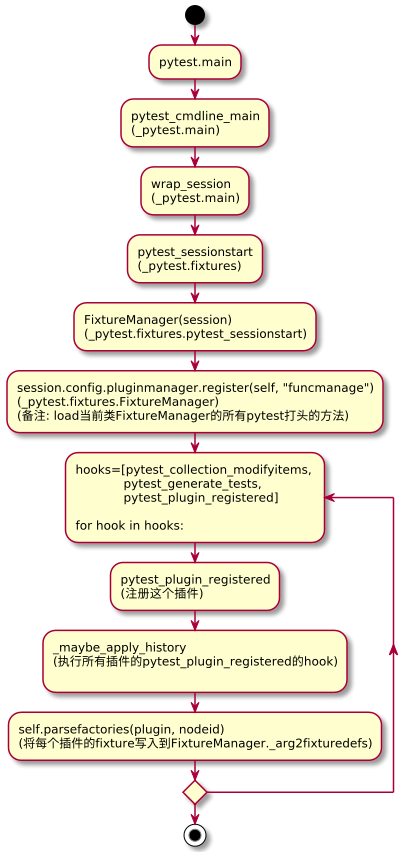 pytest.main
pytest_cmdline_main
(_pytest.main)
wrap_session
(_pytest.main)
pytest_sessionstart
(_pytest.fixtures)
FixtureManager(session)
(_pytest.fixtures.pytest_sessionstart)
session.config.pluginmanager.register(self, "funcmanage")
(_pytest.fixtures.FixtureManager)
(备注: load当前类FixtureManager的所有pytest打头的方法)
hooks=[pytest_collection_modifyitems,
pytest_generate_tests,
pytest_plugin_registered]
for hook in hooks:
pytest_plugin_registered
(注册这个插件)
_maybe_apply_history
(执行所有插件的pytest_plugin_registered的hook)
self.parsefactories(plugin, nodeid)
(将每个插件的fixture写入到FixtureManager._arg2fixturedefs)